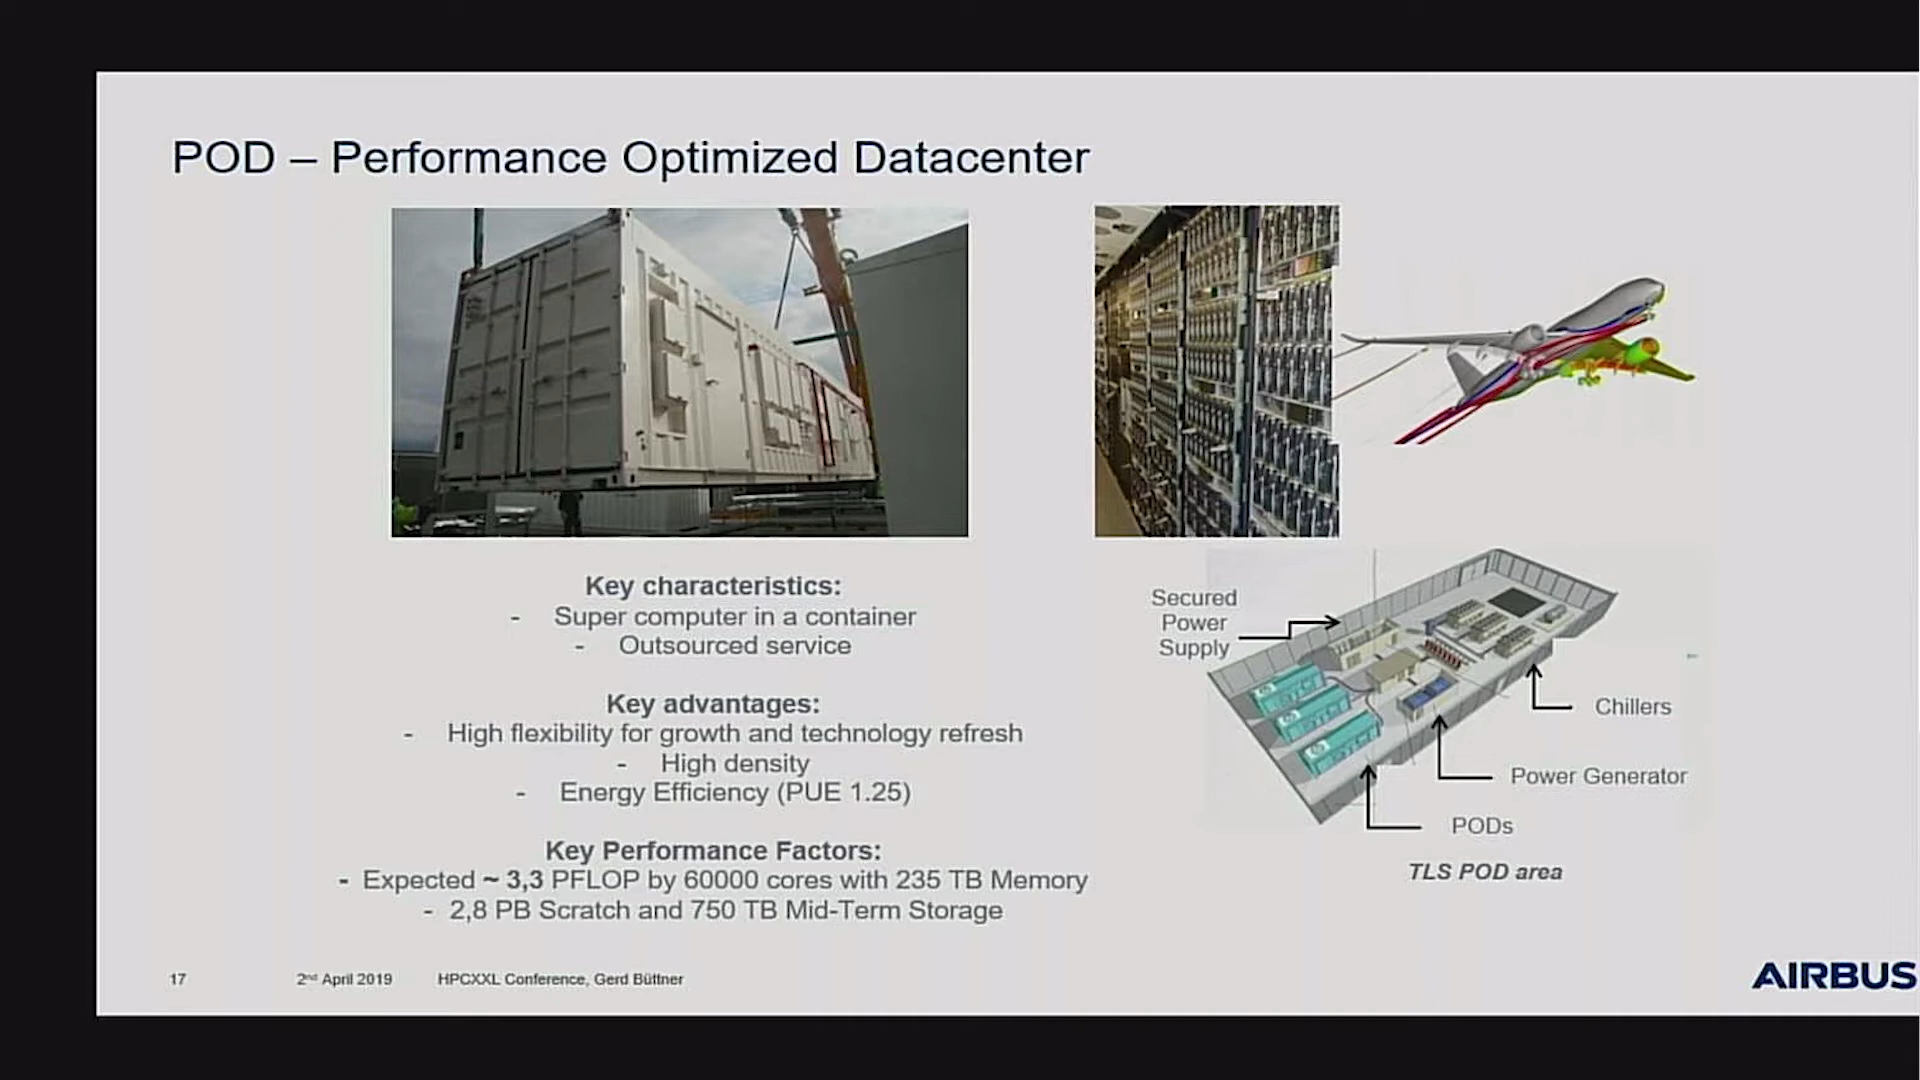 POD – Performance Optimized Datacenter
Key characteristics:
- Super computer in a container
- Outsourced service
Key advantages:
- High flexibility for growth and technology refresh
- High density
- Energy Efficiency (PUE 1.25)
Key Performance Factors:
- Expected ~ 3,3 PFLOP by 60000 cores with 235 TB Memory
- 2,8 PB Scratch and 750 TB Mid-Term Storage
Secured
Power
Supply
Chillers
Power Generator
PODs
TLS POD area
17
2nd April 2019
HPCXXL Conference, Gerd Büttner
AIRBUS